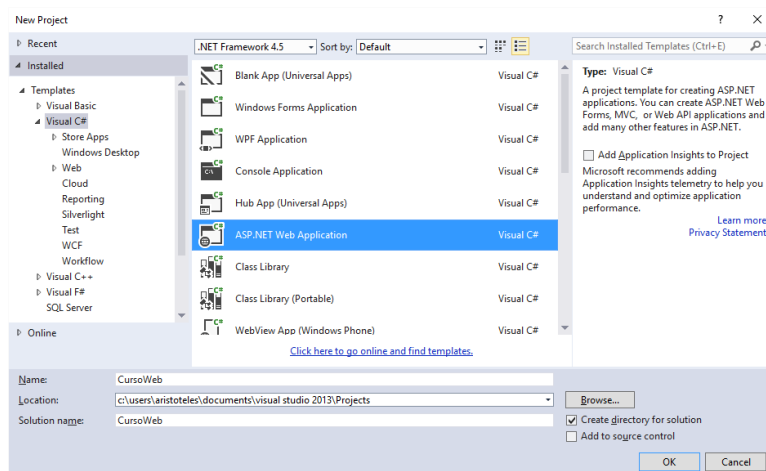 New Project
? ×
Recent
Installed
Templates
Visual Basic
Visual C#
Store Apps
Windows Desktop
Web
Cloud
Reporting
Silverlight
Test
WCF
Workflow
Visual C++
Visual F#
SQL Server
Online
.NET Framework 4.5 Sort by: Default
Blank App (Universal Apps) Visual C#
Windows Forms Application Visual C#
WPF Application Visual C#
Console Application Visual C#
Hub App (Universal Apps) Visual C#
ASP.NET Web Application Visual C#
Class Library Visual C#
Class Library (Portable) Visual C#
WebView App (Windows Phone) Visual C#
Click here to go online and find templates.
Search Installed Templates (Ctrl+E)
Type: Visual C#
A project template for creating ASP.NET
applications. You can create ASP.NET Web
Forms, MVC, or Web API applications and
add many other features in ASP.NET.
Add Application Insights to Project
Microsoft recommends adding
Application Insights telemetry to help you
understand and optimize application
performance.
Learn more
Privacy Statement
Name: CursoWeb
Location: c:\users\aristoteles\documents\visual studio 2013\Projects Browse...
Solution name: CursoWeb
Create directory for solution
Add to source control
OK Cancel